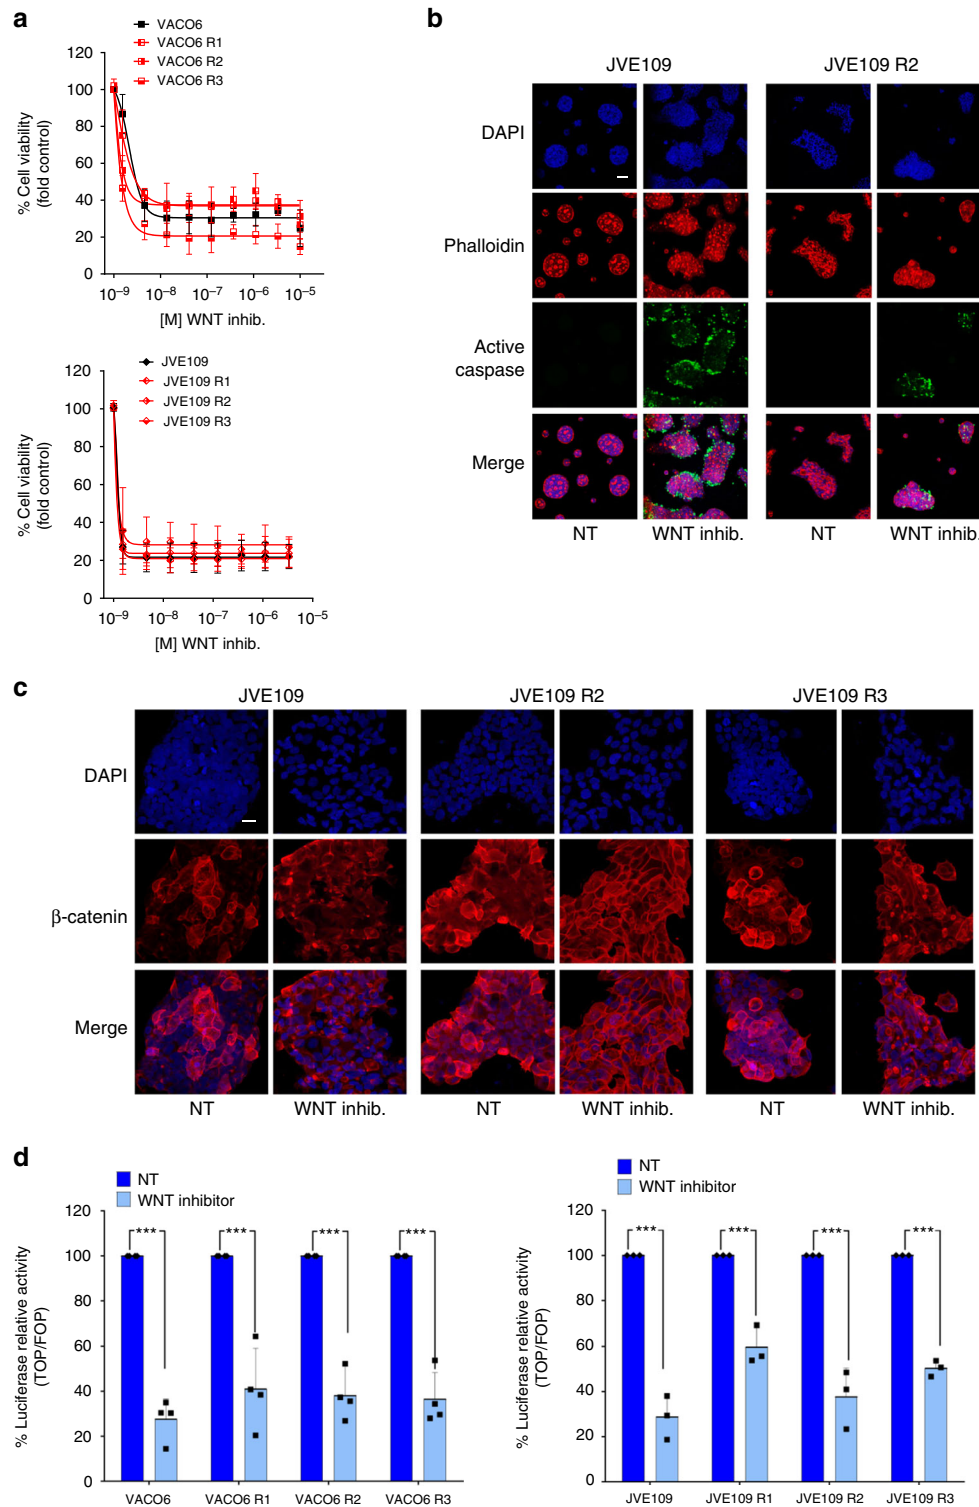 a
VACO6
VACO6 R1
VACO6 R2
VACO6 R3
120
100
80
60
40
20
0
% Cell viability
(fold control)
10⁻⁹ 10⁻⁸ 10⁻⁷ 10⁻⁶ 10⁻⁵
[M] WNT inhib.
JVE109
JVE109 R1
JVE109 R2
JVE109 R3
120
100
80
60
40
20
0
% Cell viability
(fold control)
10⁻⁹ 10⁻⁸ 10⁻⁷ 10⁻⁶ 10⁻⁵
[M] WNT inhib.
b
JVE109 JVE109 R2
DAPI
Phalloidin
Active
caspase
Merge
NT WNT inhib. NT WNT inhib.
c
JVE109 JVE109 R2 JVE109 R3
DAPI
β-catenin
Merge
NT WNT inhib. NT WNT inhib. NT WNT inhib.
d
NT
WNT inhibitor
120
100
80
60
40
20
0
% Luciferase relative activity
(TOP/FOP)
*** *** *** ***
VACO6 VACO6 R1 VACO6 R2 VACO6 R3
NT
WNT inhibitor
120
100
80
60
40
20
0
% Luciferase relative activity
(TOP/FOP)
*** *** *** ***
JVE109 JVE109 R1 JVE109 R2 JVE109 R3